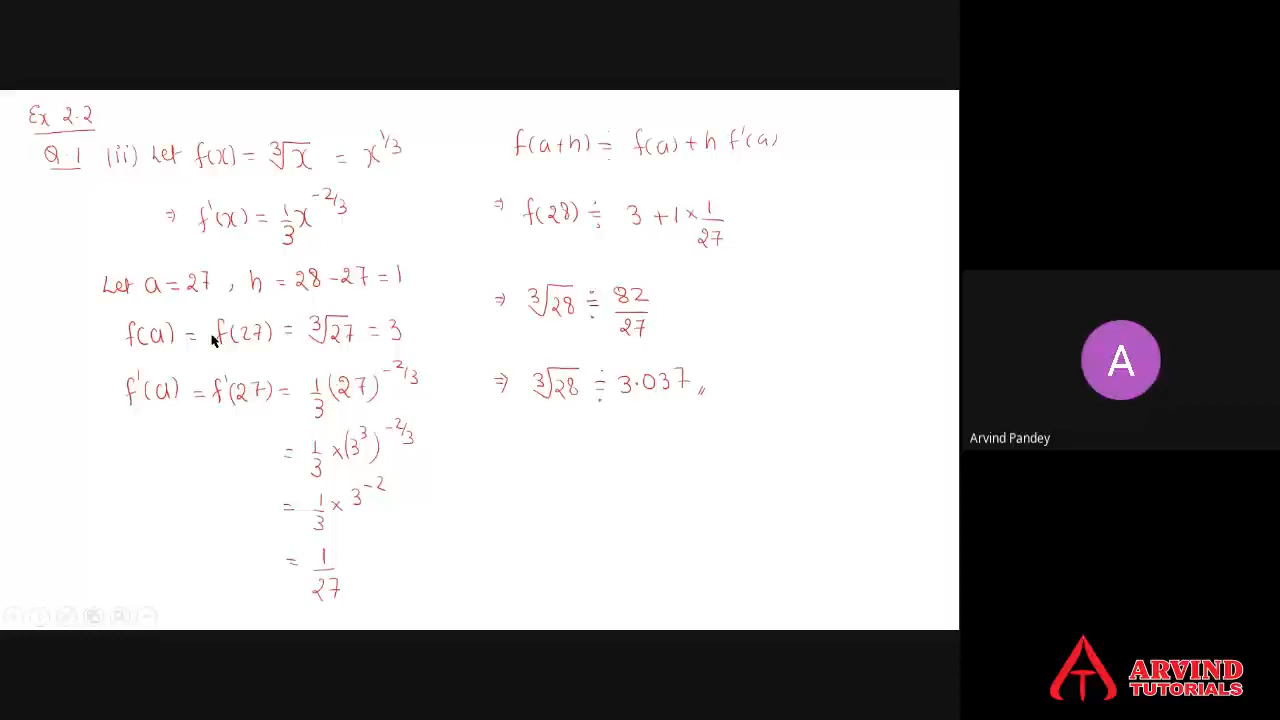 Ex 2.2
Q.1 (ii) Let f(x) = ∛x = x^1/3
⇒ f'(x) = 1/3 x^-2/3
Let a = 27 , h = 28 - 27 = 1
f(a) = f(27) = ∛27 = 3
f'(a) = f'(27) = 1/3 (27)^-2/3
= 1/3 × (3^3)^-2/3
= 1/3 × 3^-2
= 1/27
f(a+h) ≑ f(a) + h f'(a)
⇒ f(28) ≑ 3 + 1 × 1/27
⇒ ∛28 ≑ 82/27
⇒ ∛28 ≑ 3.037 〃
A
Arvind Pandey
ARVIND
TUTORIALS